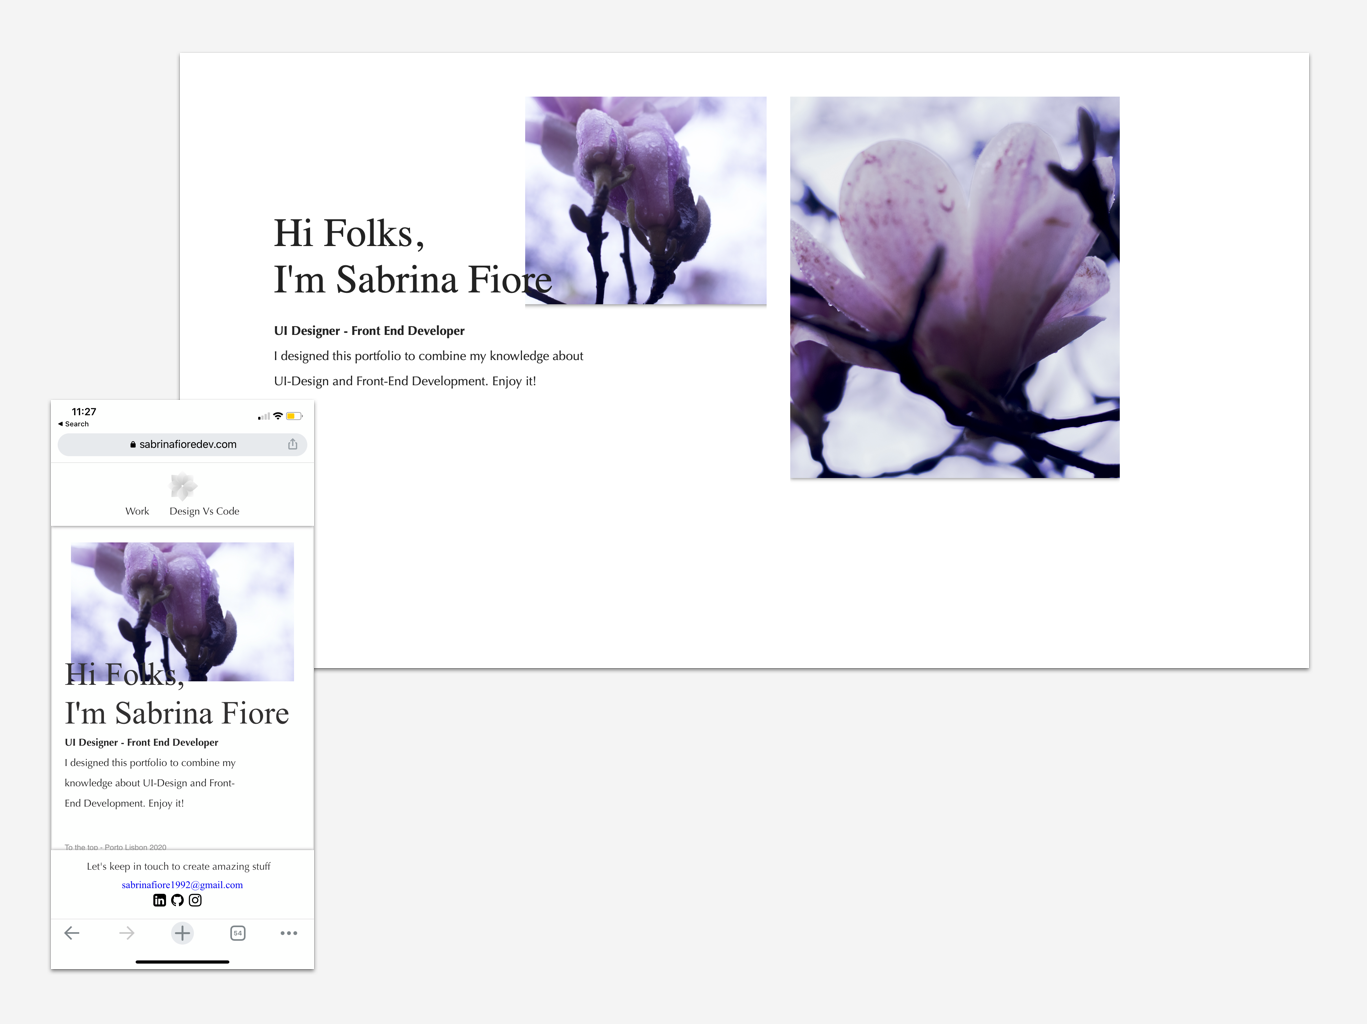 Hi Folks,
I'm Sabrina Fiore
UI Designer - Front End Developer
I designed this portfolio to combine my knowledge about
UI-Design and Front-End Development. Enjoy it!
11:27
Search
sabrinafioredev.com
Work Design Vs Code
Hi Folks,
I'm Sabrina Fiore
UI Designer - Front End Developer
I designed this portfolio to combine my
knowledge about UI-Design and Front-
End Development. Enjoy it!
To the top - Porto Lisbon 2020
Let's keep in touch to create amazing stuff
sabrinafiore1992@gmail.com
54